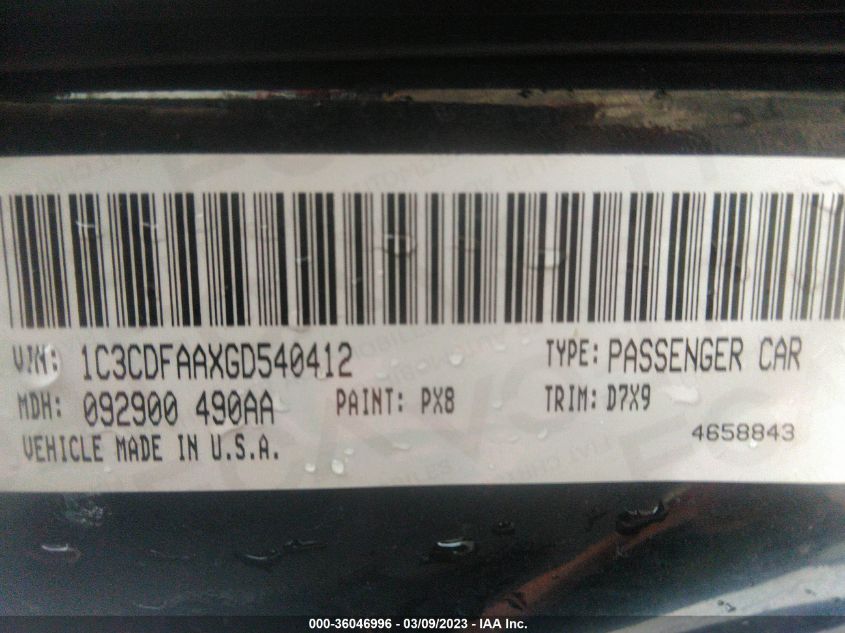 VIN: 1C3CDFAAXGD540412 TYPE: PASSENGER CAR
MDH: 092900 490AA PAINT: PX8 TRIM: D7X9
VEHICLE MADE IN U.S.A. 4658843
000-36046996 - 03/09/2023 - IAA Inc.